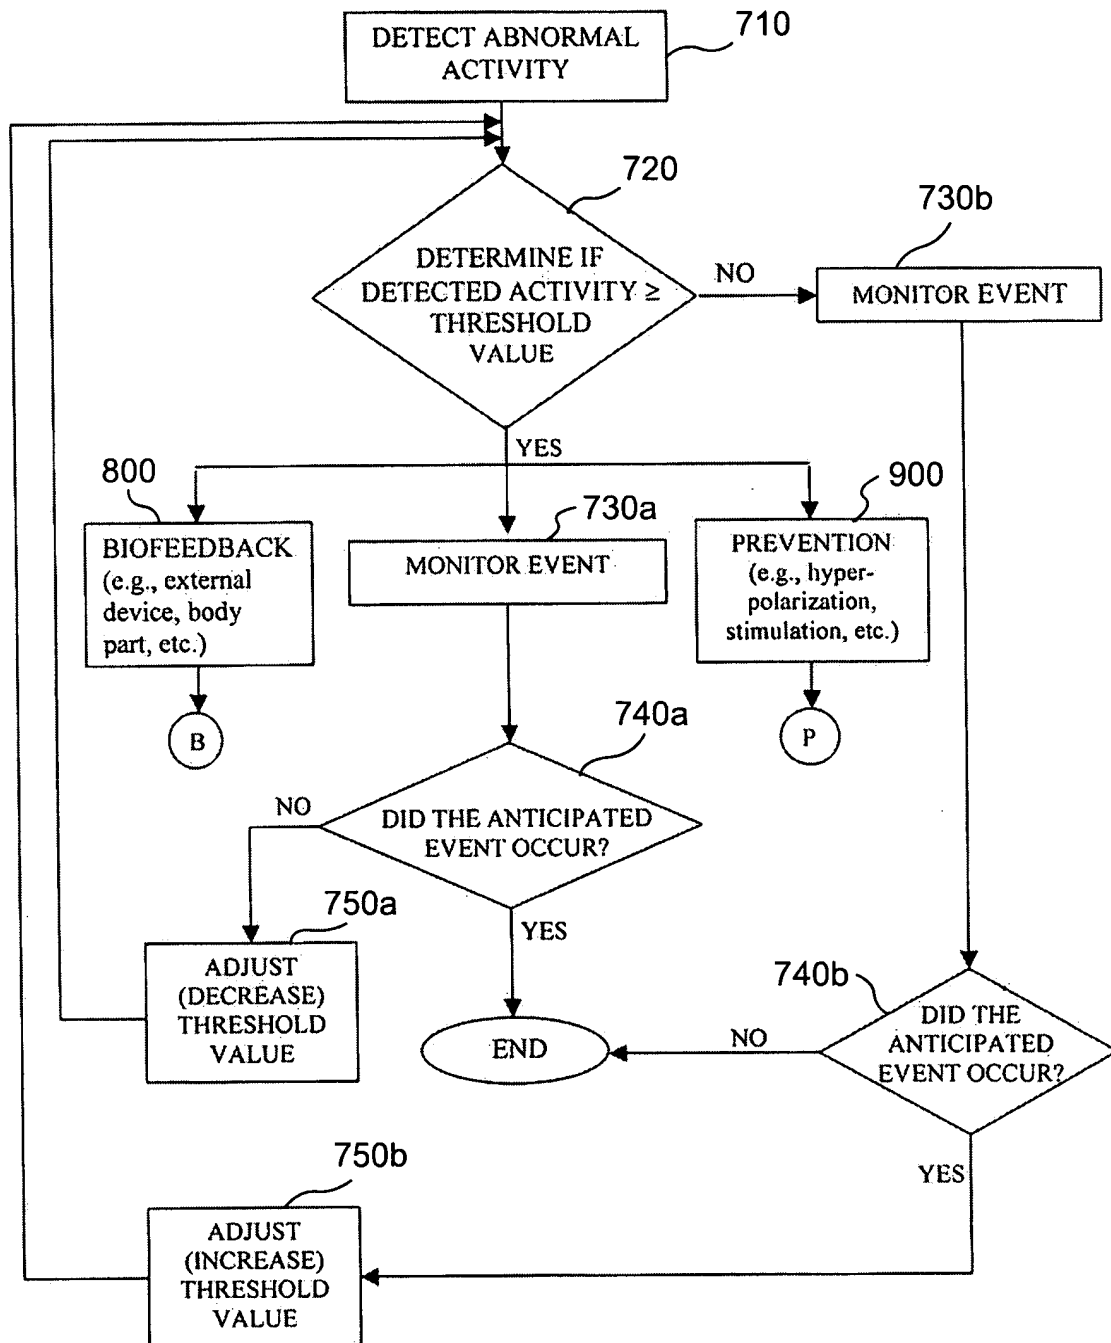 DETECT ABNORMAL
ACTIVITY
710
720
DETERMINE IF
DETECTED ACTIVITY ≥
THRESHOLD
VALUE
NO
730b
MONITOR EVENT
YES
800
BIOFEEDBACK
(e.g., external
device, body
part, etc.)
B
730a
MONITOR EVENT
900
PREVENTION
(e.g., hyper-
polarization,
stimulation, etc.)
P
740a
DID THE ANTICIPATED
EVENT OCCUR?
NO
YES
750a
ADJUST
(DECREASE)
THRESHOLD
VALUE
END
740b
DID THE
ANTICIPATED
EVENT OCCUR?
NO
YES
750b
ADJUST
(INCREASE)
THRESHOLD
VALUE